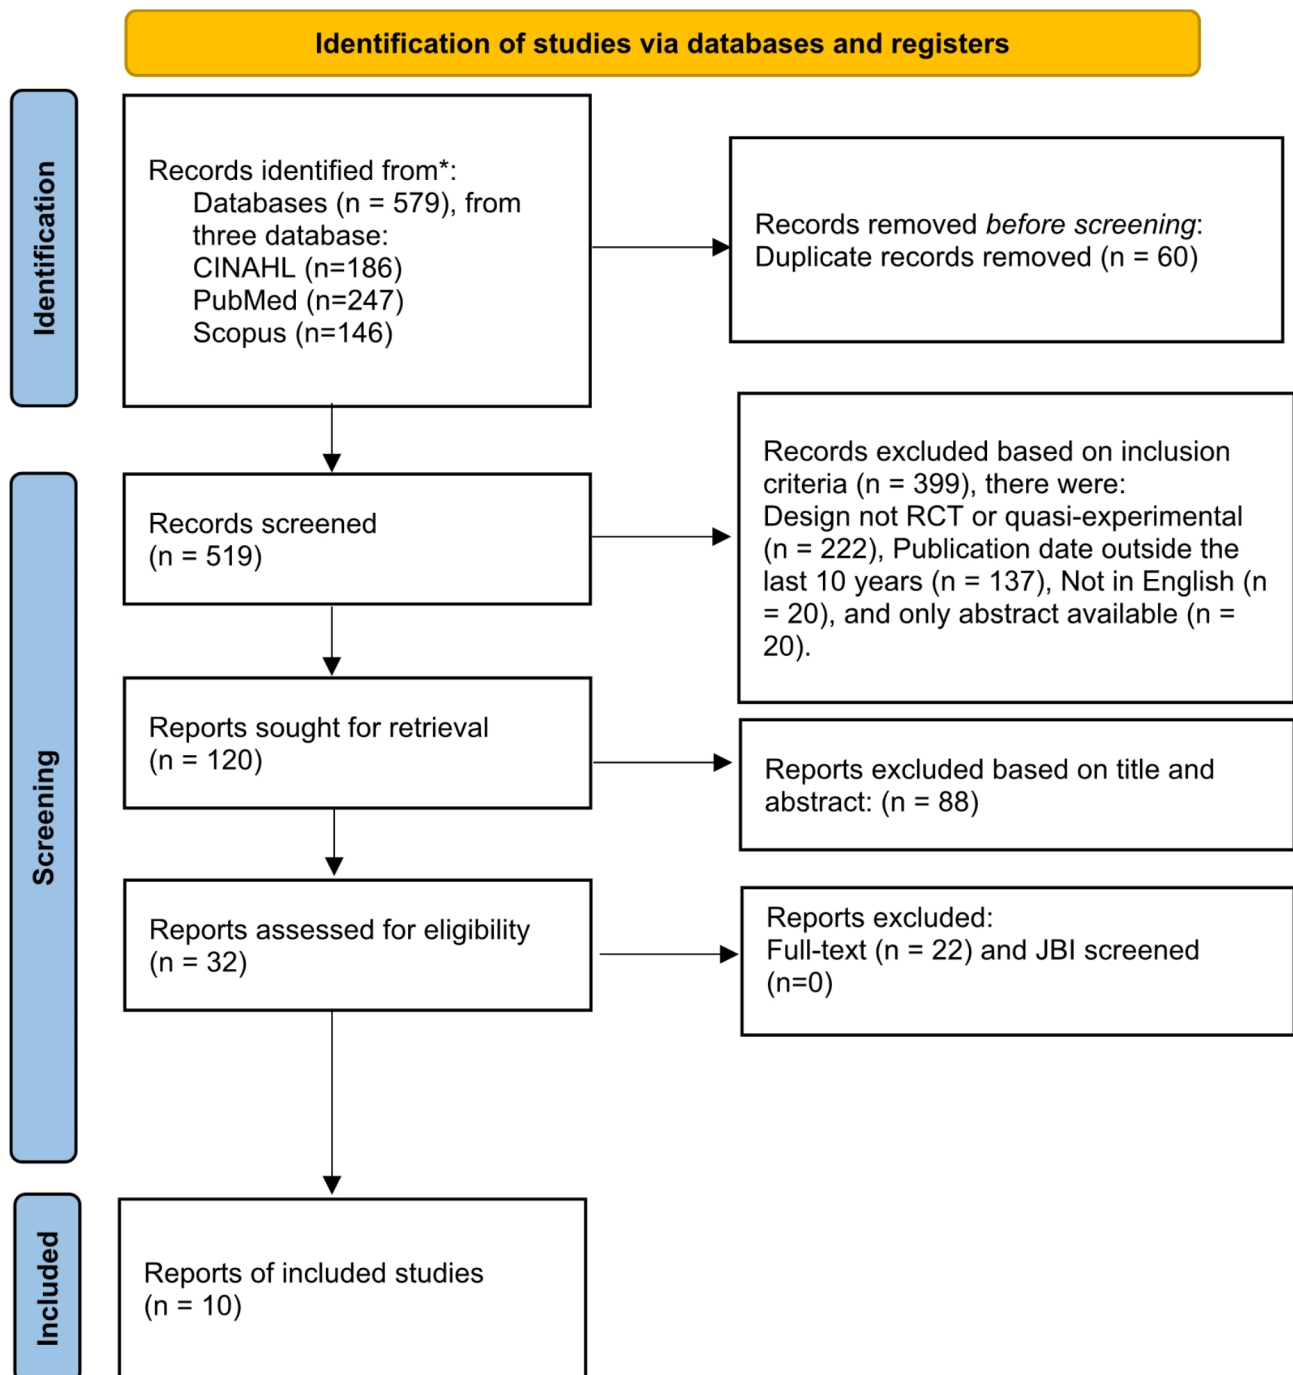 Identification of studies via databases and registers
Identification
Records identified from*:
Databases (n = 579), from
three database:
CINAHL (n=186)
PubMed (n=247)
Scopus (n=146)
Records removed before screening:
Duplicate records removed (n = 60)
Screening
Records screened
(n = 519)
Records excluded based on inclusion
criteria (n = 399), there were:
Design not RCT or quasi-experimental
(n = 222), Publication date outside the
last 10 years (n = 137), Not in English (n
= 20), and only abstract available (n =
20).
Reports sought for retrieval
(n = 120)
Reports excluded based on title and
abstract: (n = 88)
Reports assessed for eligibility
(n = 32)
Reports excluded:
Full-text (n = 22) and JBI screened
(n=0)
Included
Reports of included studies
(n = 10)